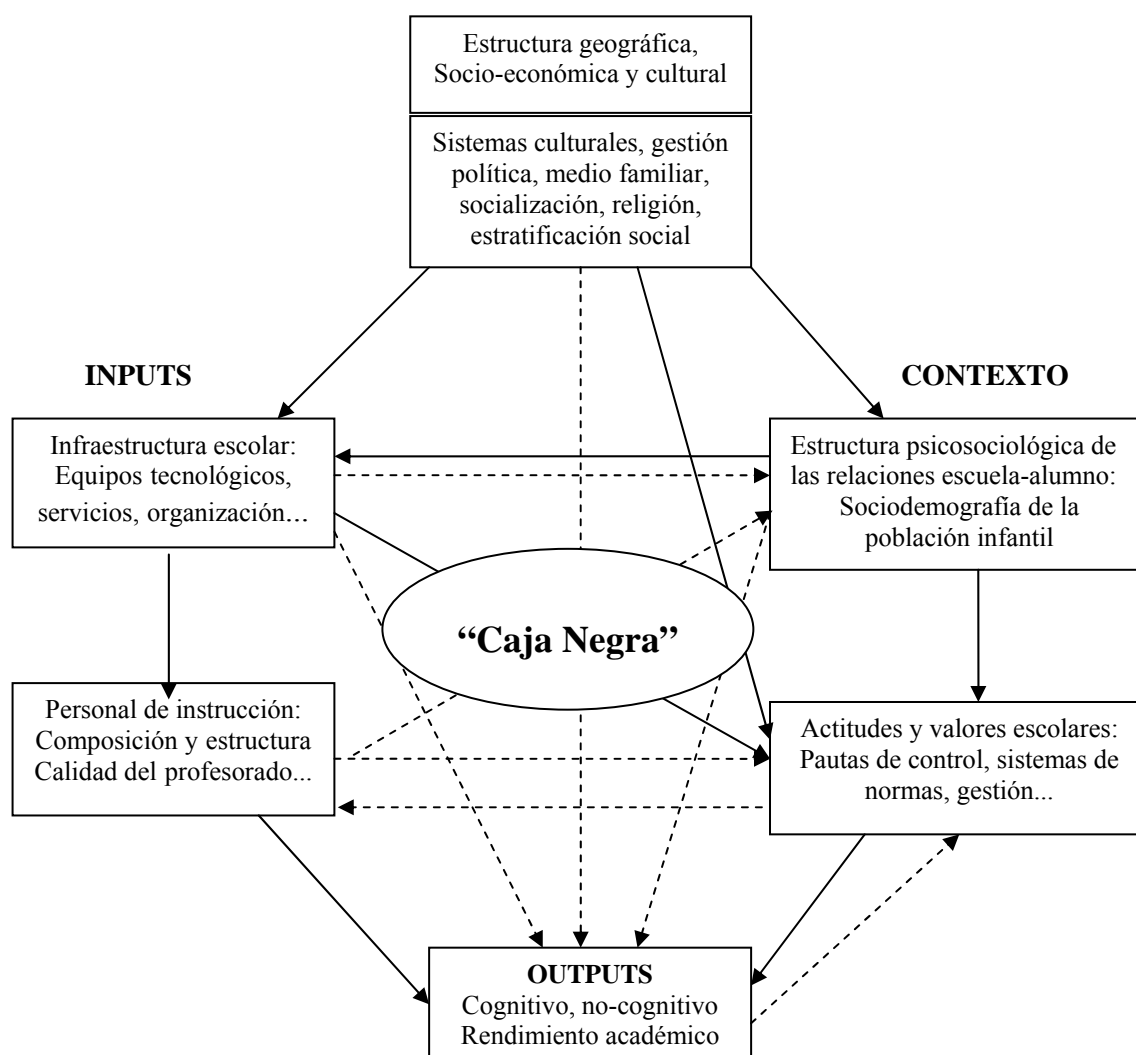 Estructura geográfica,
Socio-económica y cultural
Sistemas culturales, gestión
política, medio familiar,
socialización, religión,
estratificación social
INPUTS
CONTEXTO
Infraestructura escolar:
Equipos tecnológicos,
servicios, organización...
Estructura psicosociológica de
las relaciones escuela-alumno:
Sociodemografía de la
población infantil
“Caja Negra”
Personal de instrucción:
Composición y estructura
Calidad del profesorado...
Actitudes y valores escolares:
Pautas de control, sistemas de
normas, gestión...
OUTPUTS
Cognitivo, no-cognitivo
Rendimiento académico